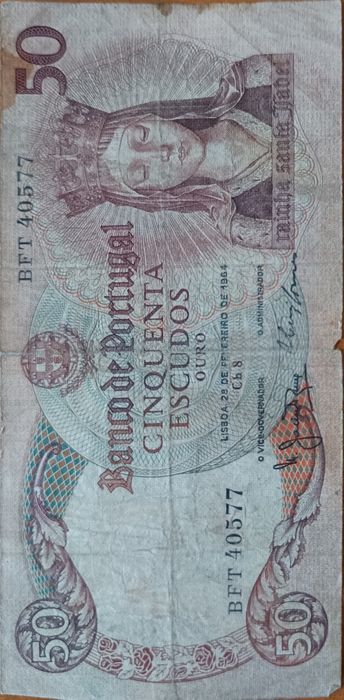 50
BFT 40577
Banco de Portugal
CINQUENTA
ESCUDOS
OURO
LISBOA, 28 DE FEVEREIRO DE 1964
Ch 8
O VICE-GOVERNADOR
O ADMINISTRADOR
rainha santa isabel
BFT 40577
50
50